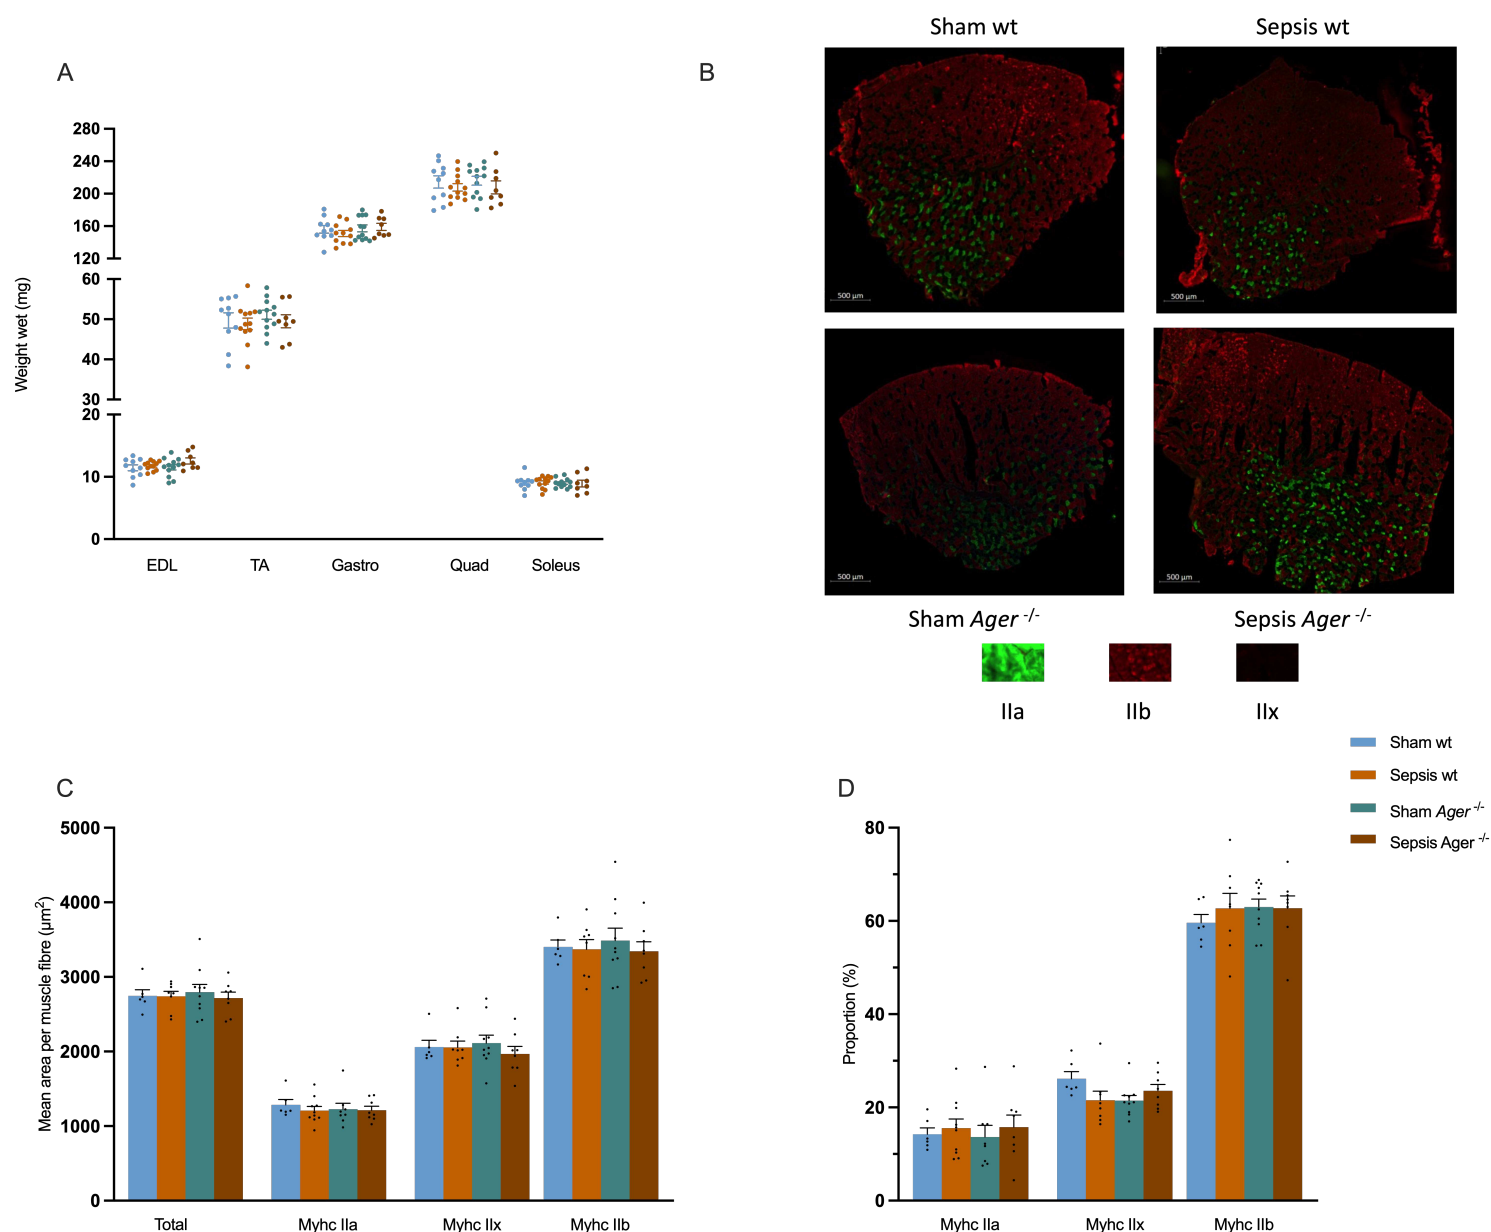 A
280
240
200
160
120
60
50
40
30
20
10
0
Weight wet (mg)
EDL TA Gastro Quad Soleus
B
Sham wt Sepsis wt
500 µm
500 µm
500 µm
500 µm
Sham Ager -/- Sepsis Ager -/-
IIa IIb IIx
Sham wt
Sepsis wt
Sham Ager -/-
Sepsis Ager -/-
C
5000
4000
3000
2000
1000
0
Mean area per muscle fibre (µm2)
Total Myhc IIa Myhc IIx Myhc IIb
D
80
60
40
20
0
Proportion (%)
Myhc IIa Myhc IIx Myhc IIb